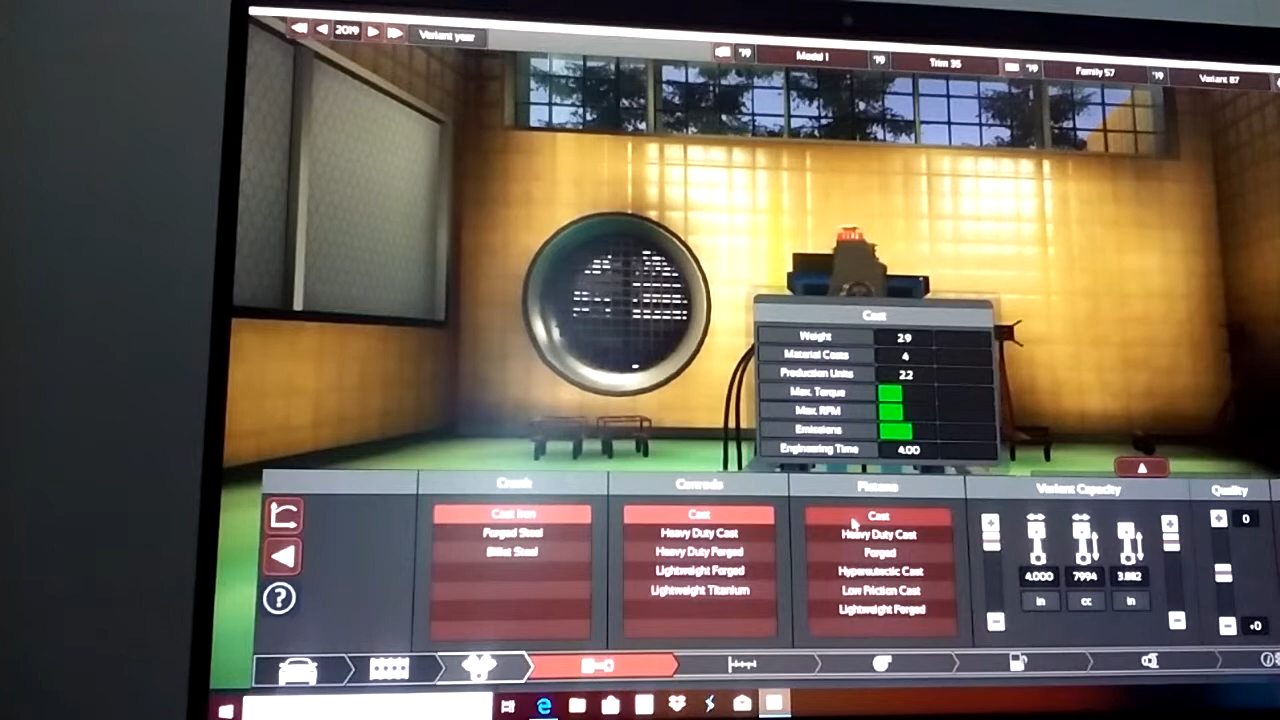 2019
Variant year
'19
Model 1
'19
Trim 35
'19
Family 57
'19
Variant 87
Cast
Weight 29
Material Costs 4
Production Units 22
Max. Torque
Max. RPM
Emissions
Engineering Time 4.00
Crank
Cast Iron
Forged Steel
Billet Steel
Conrods
Cast
Heavy Duty Cast
Heavy Duty Forged
Lightweight Forged
Lightweight Titanium
Pistons
Cast
Heavy Duty Cast
Forged
Hypereutectic Cast
Low Friction Cast
Lightweight Forged
Variant Capacity
4.000 7994 3.882
in cc in
Quality
0
+0
?